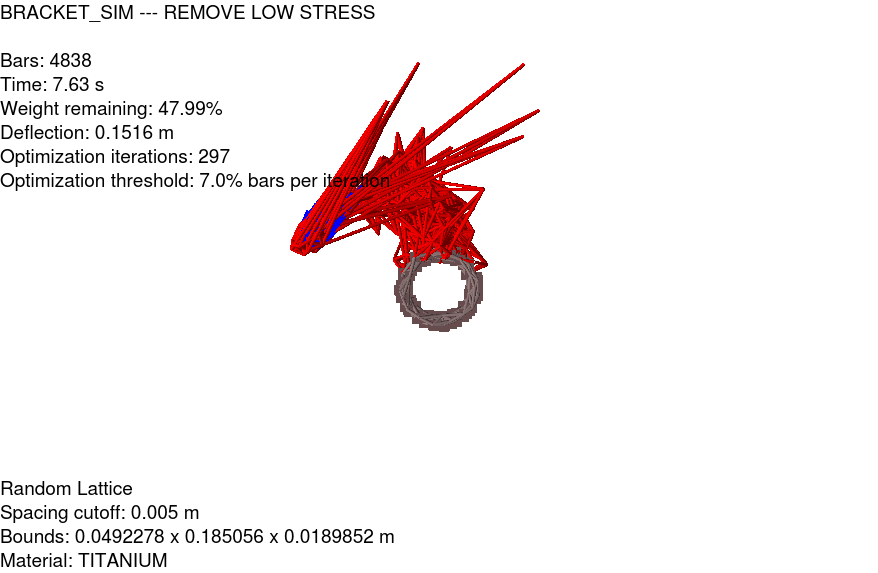 BRACKET_SIM --- REMOVE LOW STRESS
Bars: 4838
Time: 7.63 s
Weight remaining: 47.99%
Deflection: 0.1516 m
Optimization iterations: 297
Optimization threshold: 7.0% bars per iteration
Random Lattice
Spacing cutoff: 0.005 m
Bounds: 0.0492278 x 0.185056 x 0.0189852 m
Material: TITANIUM